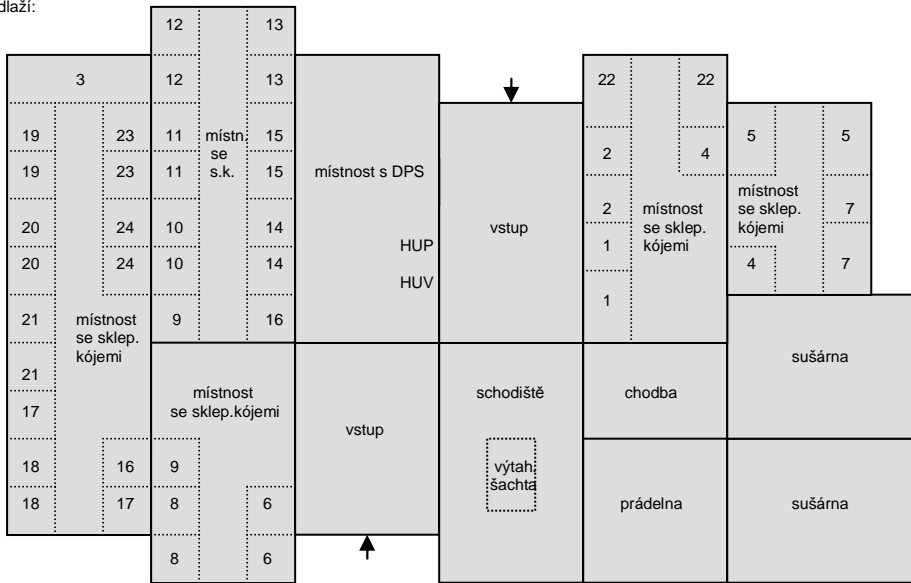 dlaží:
12 13
3 12 13 22 22
19 23 11 místn. 15 5 5
se 2 4
19 23 11 s.k. 15 místnost s DPS
místnost
20 24 10 14 vstup 2 místnost se sklep. 7
se sklep. kójemi
HUP 1 kójemi
20 24 10 14 4 7
HUV
1
21 místnost 9 16
se sklep.
kójemi sušárna
21
místnost schodiště chodba
17 se sklep.kójemi
vstup
18 16 9 výtah.
šachta
18 17 8 6 prádelna sušárna
8 6